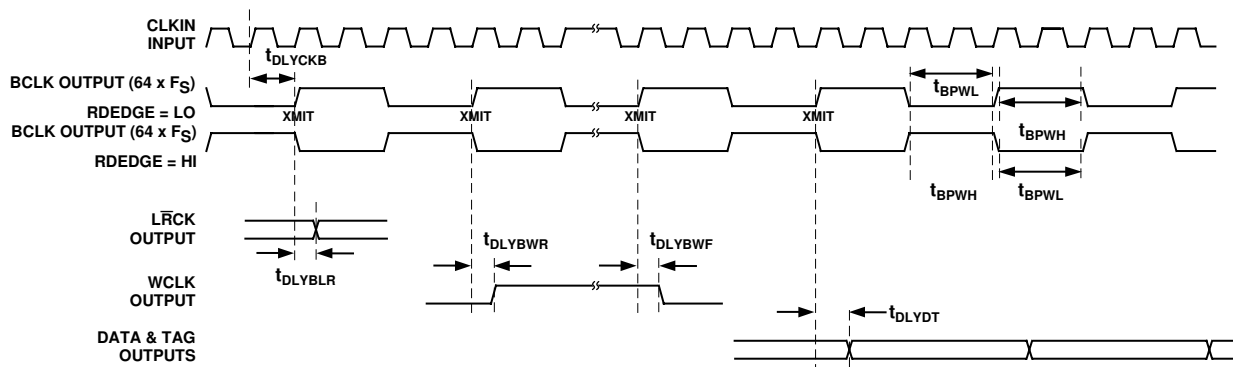 CLKIN
INPUT
tDLYCKB
BCLK OUTPUT (64 x FS)
tBPWL
RDEDGE = LO
XMIT XMIT XMIT XMIT
BCLK OUTPUT (64 x FS)
tBPWH
RDEDGE = HI
tBPWH tBPWL
LR̅CK
OUTPUT
tDLYBWR tDLYBWF
tDLYBLR
WCLK
OUTPUT
tDLYDT
DATA & TAG
OUTPUTS